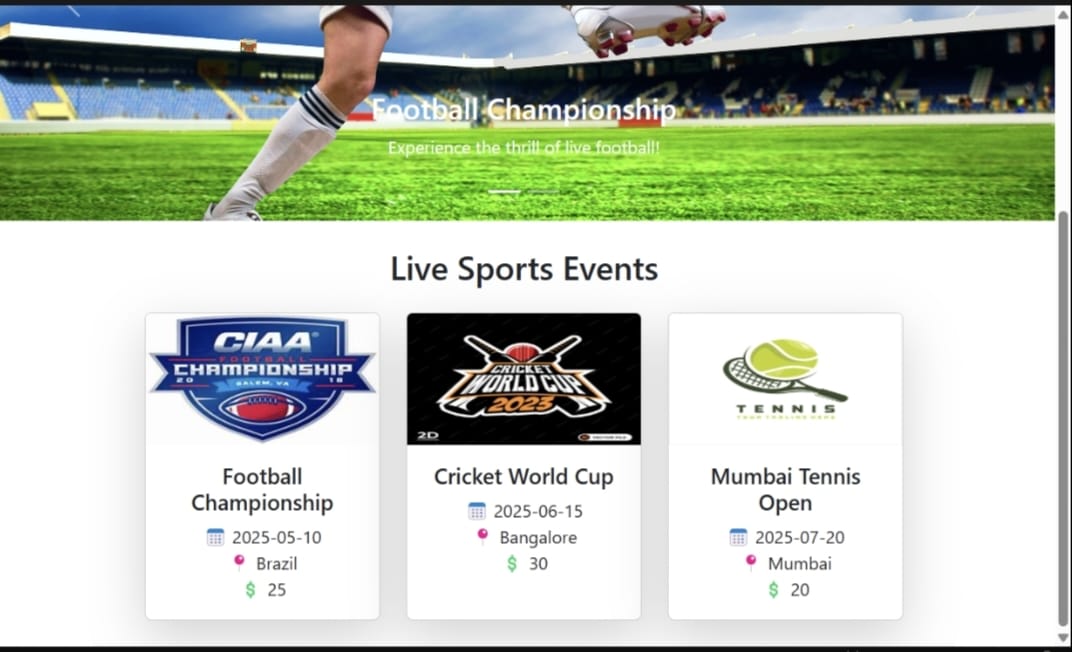 Football Championship
Experience the thrill of live football!
Live Sports Events
CIAA
FOOTBALL
CHAMPIONSHIP
20 18
SALEM, VA
CRICKET
WORLD CUP
2023
2D
TENNIS
Football
Championship
2025-05-10
Brazil
$ 25
Cricket World Cup
2025-06-15
Bangalore
$ 30
Mumbai Tennis
Open
2025-07-20
Mumbai
$ 20